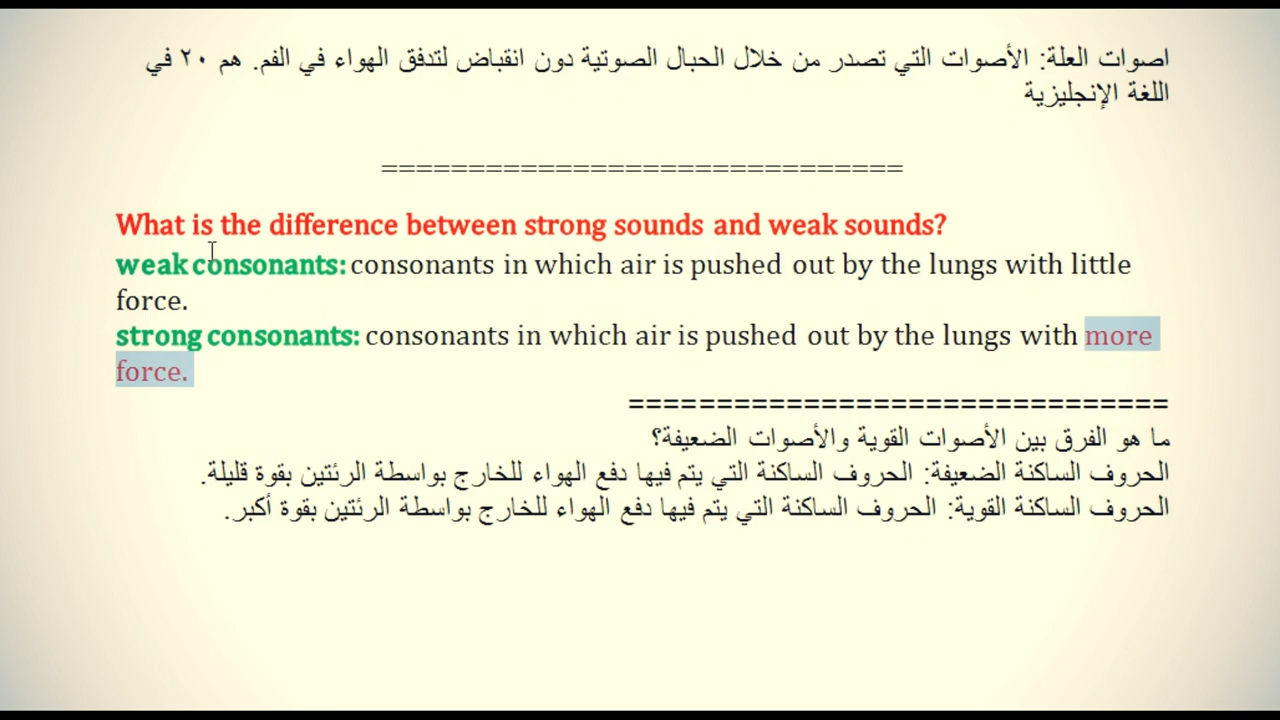 اصوات العلة: الأصوات التي تصدر من خلال الحبال الصوتية دون انقباض لتدفق الهواء في الفم. هم ٢٠ في
اللغة الإنجليزية
==============================
What is the difference between strong sounds and weak sounds?
weak consonants: consonants in which air is pushed out by the lungs with little
force.
strong consonants: consonants in which air is pushed out by the lungs with more
force.
===============================
ما هو الفرق بين الأصوات القوية والأصوات الضعيفة؟
الحروف الساكنة الضعيفة: الحروف الساكنة التي يتم فيها دفع الهواء للخارج بواسطة الرئتين بقوة قليلة.
الحروف الساكنة القوية: الحروف الساكنة التي يتم فيها دفع الهواء للخارج بواسطة الرئتين بقوة أكبر.